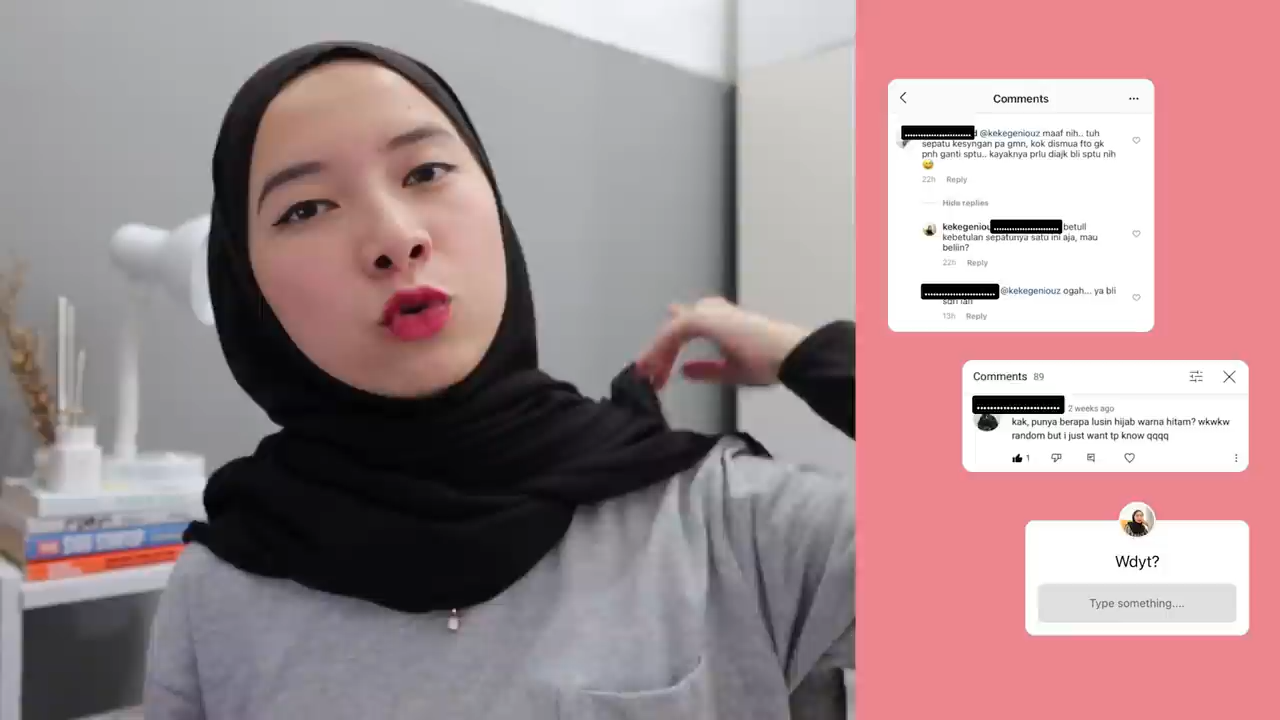 Comments
@kekegeniouz maaf nih.. tuh
sepatu kesyngan pa gmn, kok dismua fto gk
pnh ganti sptu.. kayaknya prlu diajk bli sptu nih
22h Reply
Hide replies
betull
kebetulan sepatunya satu ini aja, mau
beliin?
22h Reply
@kekegeniouz ogah... ya bli
13h Reply
Comments 89
2 weeks ago
kak, punya berapa lusin hijab warna hitam? wkwkw
random but i just want tp know qqqq
1
Wdyt?
Type something....